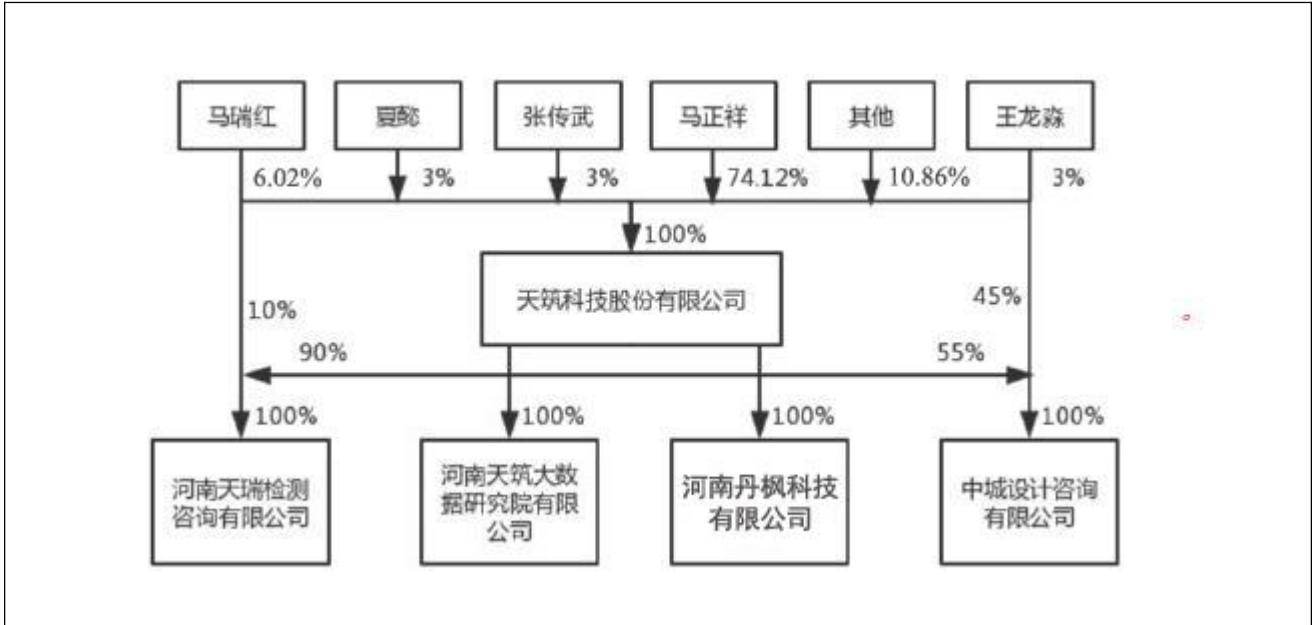 马瑞红
夏懿
张传武
马正祥
其他
王龙淼
6.02%
3%
3%
74.12%
10.86%
3%
100%
天筑科技股份有限公司
10%
45%
90%
55%
100%
100%
100%
100%
河南天瑞检测
咨询有限公司
河南天筑大数
据研究院有限
公司
河南丹枫科技
有限公司
中城设计咨询
有限公司